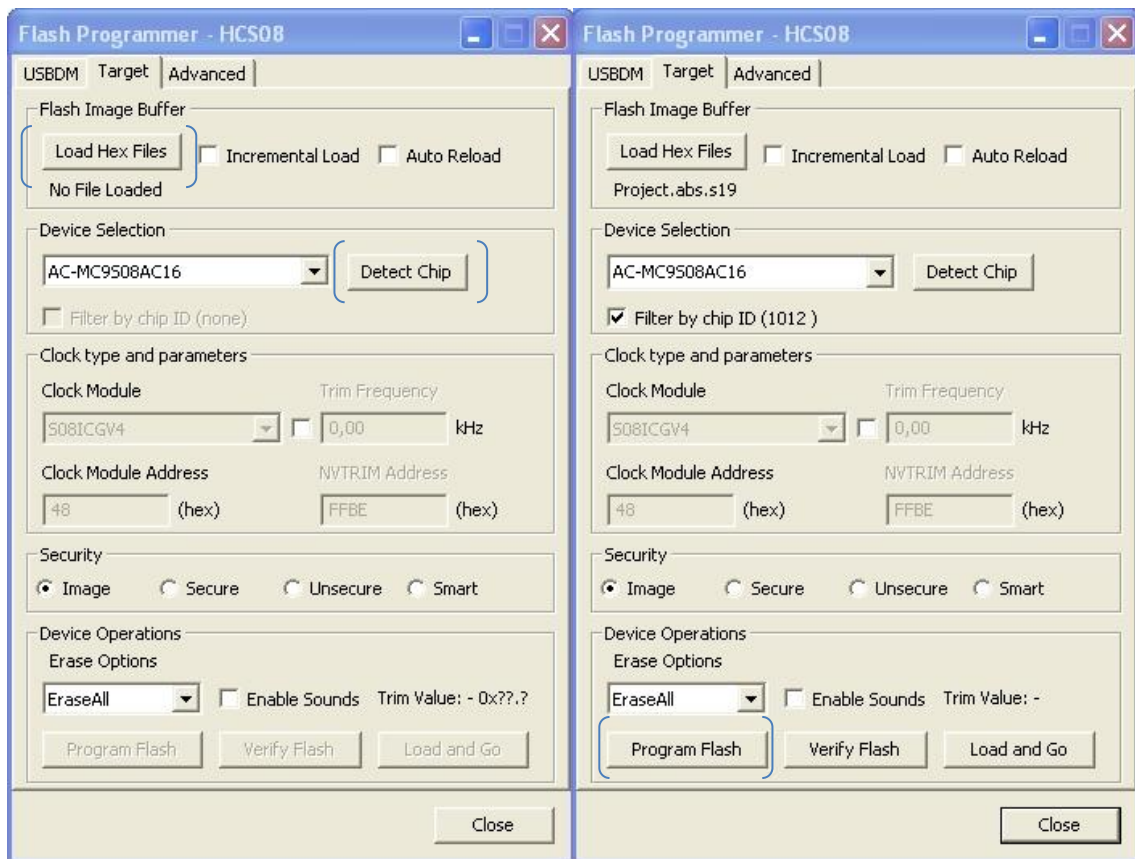 Flash Programmer - HCS08
USBDM Target Advanced
Flash Image Buffer
Load Hex Files Incremental Load Auto Reload
No File Loaded
Device Selection
AC-MC9S08AC16 Detect Chip
Filter by chip ID (none)
Clock type and parameters
Clock Module Trim Frequency
S08ICGV4 0,00 kHz
Clock Module Address NVTRIM Address
48 (hex) FFBE (hex)
Security
Image Secure Unsecure Smart
Device Operations
Erase Options
EraseAll Enable Sounds Trim Value: - 0x??.?
Program Flash Verify Flash Load and Go
Close
Flash Programmer - HCS08
USBDM Target Advanced
Flash Image Buffer
Load Hex Files Incremental Load Auto Reload
Project.abs.s19
Device Selection
AC-MC9S08AC16 Detect Chip
Filter by chip ID (1012 )
Clock type and parameters
Clock Module Trim Frequency
S08ICGV4 0,00 kHz
Clock Module Address NVTRIM Address
48 (hex) FFBE (hex)
Security
Image Secure Unsecure Smart
Device Operations
Erase Options
EraseAll Enable Sounds Trim Value: -
Program Flash Verify Flash Load and Go
Close